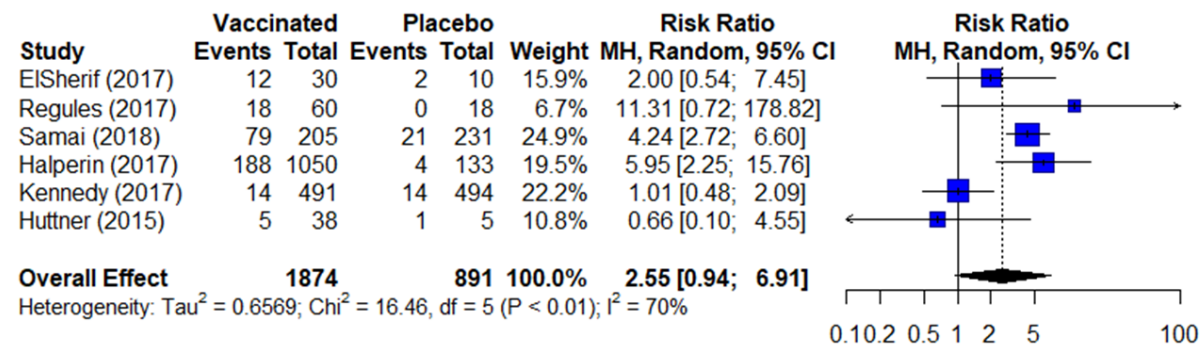 Vaccinated Placebo Risk Ratio Risk Ratio
Study Events Total Events Total Weight MH, Random, 95% CI MH, Random, 95% CI
ElSherif (2017) 12 30 2 10 15.9% 2.00 [0.54; 7.45]
Regules (2017) 18 60 0 18 6.7% 11.31 [0.72; 178.82]
Samai (2018) 79 205 21 231 24.9% 4.24 [2.72; 6.60]
Halperin (2017) 188 1050 4 133 19.5% 5.95 [2.25; 15.76]
Kennedy (2017) 14 491 14 494 22.2% 1.01 [0.48; 2.09]
Huttner (2015) 5 38 1 5 10.8% 0.66 [0.10; 4.55]
Overall Effect 1874 891 100.0% 2.55 [0.94; 6.91]
Heterogeneity: Tau² = 0.6569; Chi² = 16.46, df = 5 (P < 0.01); I² = 70%
0.1 0.2 0.5 1 2 5 100